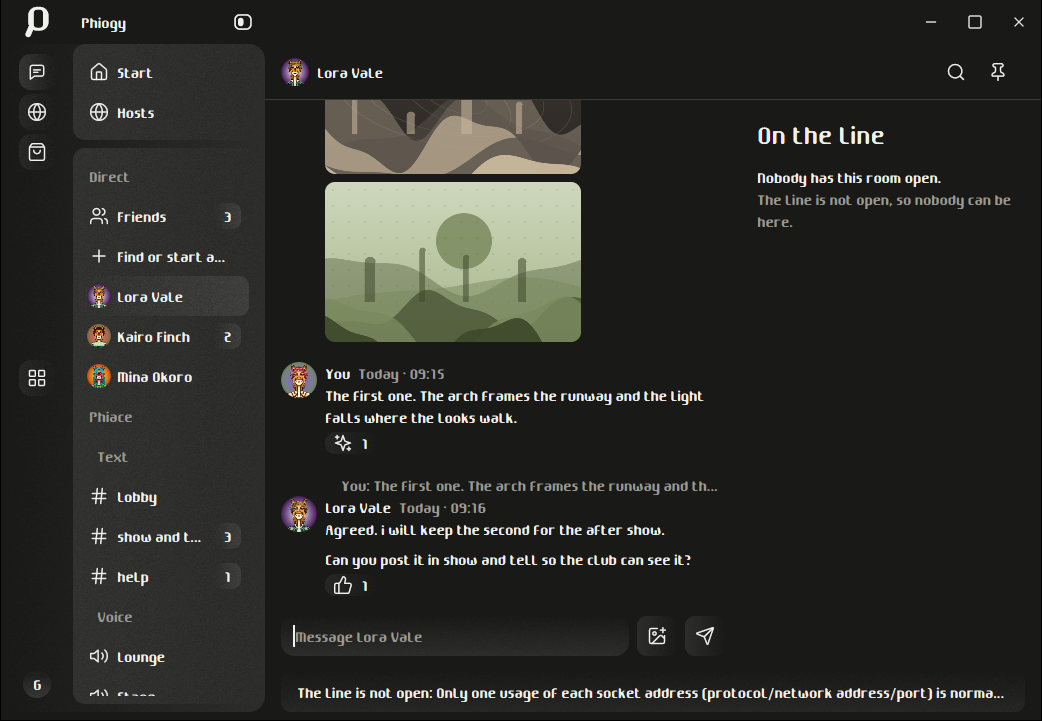 Phiogy
Start
Hosts
Direct
Friends 3
Find or start a...
Lora Vale
Kairo Finch 2
Mina Okoro
Phiace
Text
# Lobby
# show and t... 3
# help 1
Voice
Lounge
Stage
G
Lora Vale
You Today · 09:15
The first one. The arch frames the runway and the light
falls where the looks walk.
1
You: The first one. The arch frames the runway and th...
Lora Vale Today · 09:16
Agreed. i will keep the second for the after show.
Can you post it in show and tell so the club can see it?
1
Message Lora Vale
The Line is not open: Only one usage of each socket address (protocol/network address/port) is norma...
On the Line
Nobody has this room open.
The Line is not open, so nobody can be
here.